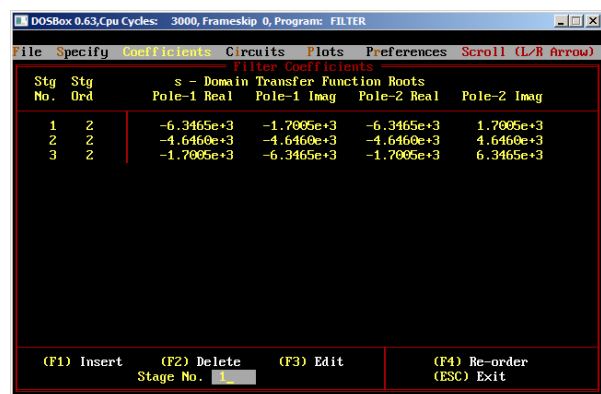 DOSBox 0.63,Cpu Cycles: 3000, Frameskip 0, Program: FILTER
File Specify Coefficients Circuits Plots Preferences Scroll (L/R Arrow)
Filter Coefficients
Stg Stg s - Domain Transfer Function Roots
No. Ord Pole-1 Real Pole-1 Imag Pole-2 Real Pole-2 Imag
1 2 -6.3465e+3 -1.7005e+3 -6.3465e+3 1.7005e+3
2 2 -4.6460e+3 -4.6460e+3 -4.6460e+3 4.6460e+3
3 2 -1.7005e+3 -6.3465e+3 -1.7005e+3 6.3465e+3
(F1) Insert (F2) Delete (F3) Edit (F4) Re-order
Stage No. 1_ (ESC) Exit